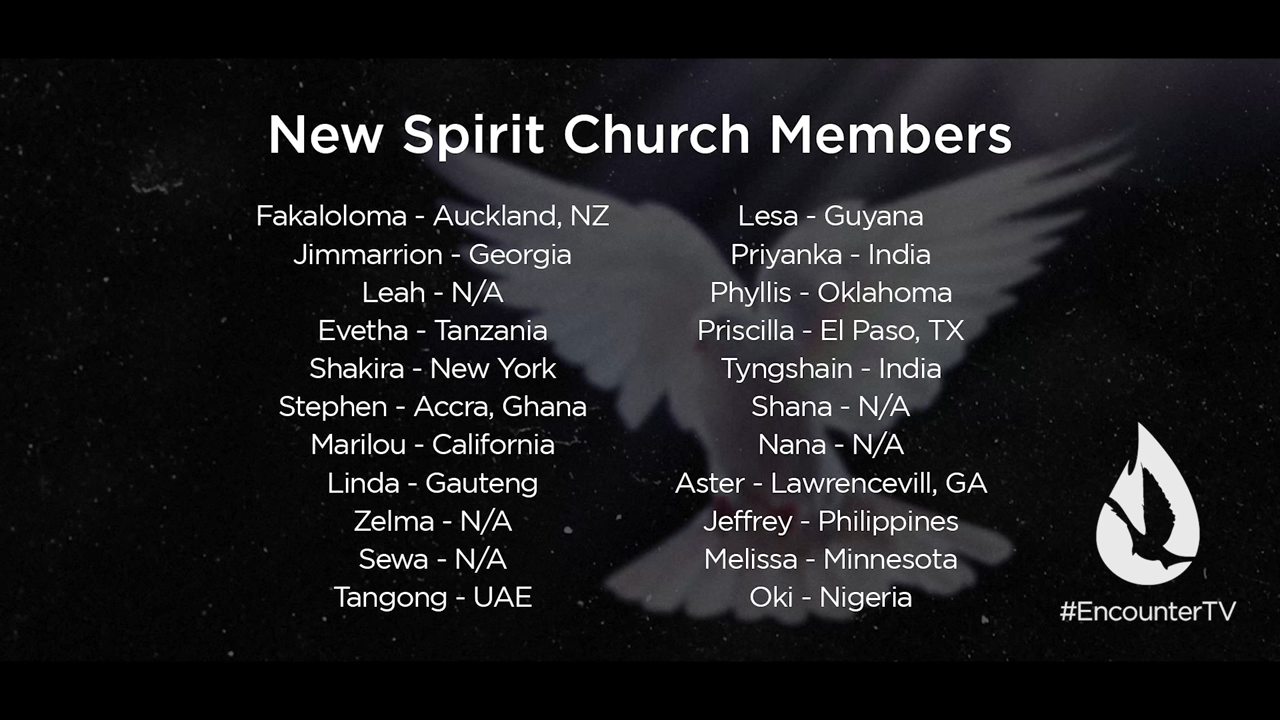 New Spirit Church Members
Fakaloloma - Auckland, NZ
Jimmarrion - Georgia
Leah - N/A
Evetha - Tanzania
Shakira - New York
Stephen - Accra, Ghana
Marilou - California
Linda - Gauteng
Zelma - N/A
Sewa - N/A
Tangong - UAE
Lesa - Guyana
Priyanka - India
Phyllis - Oklahoma
Priscilla - El Paso, TX
Tyngshain - India
Shana - N/A
Nana - N/A
Aster - Lawrencevill, GA
Jeffrey - Philippines
Melissa - Minnesota
Oki - Nigeria
#EncounterTV